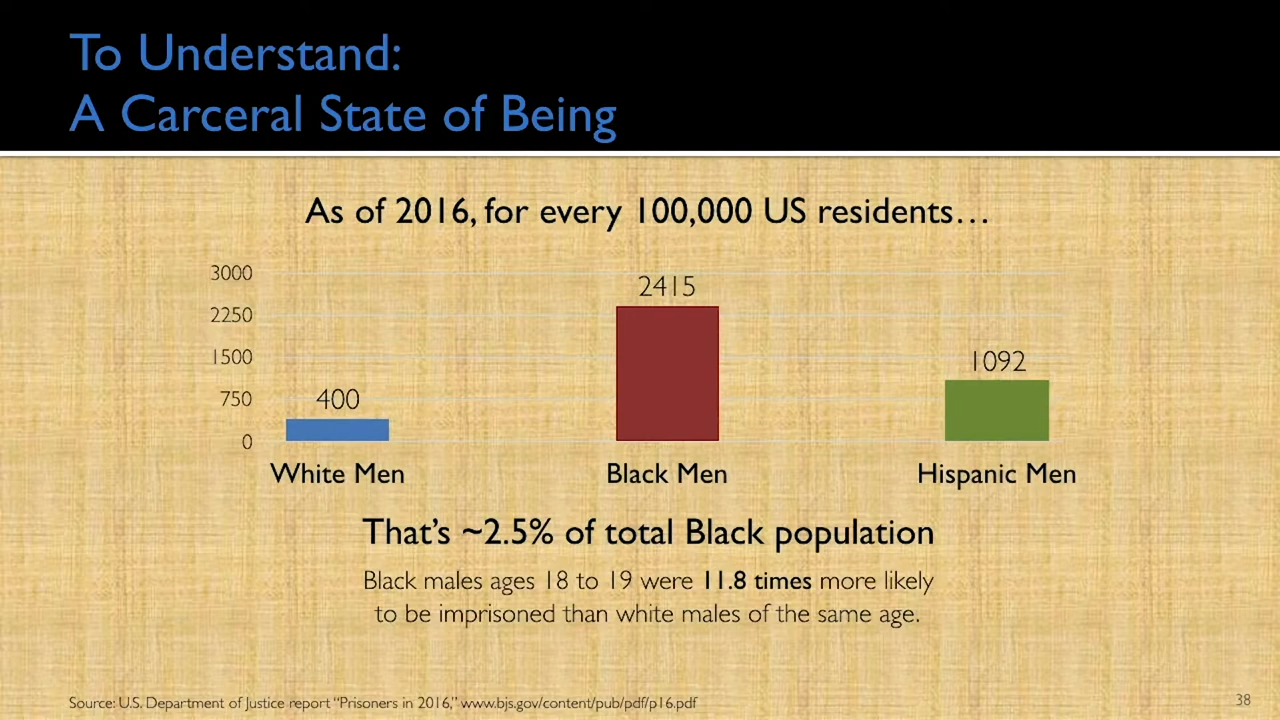 To Understand:
A Carceral State of Being
As of 2016, for every 100,000 US residents…
3000
2250
1500
750
0
400
2415
1092
White Men
Black Men
Hispanic Men
That's ~2.5% of total Black population
Black males ages 18 to 19 were 11.8 times more likely
to be imprisoned than white males of the same age.
Source: U.S. Department of Justice report "Prisoners in 2016," www.bjs.gov/content/pub/pdf/p16.pdf
38